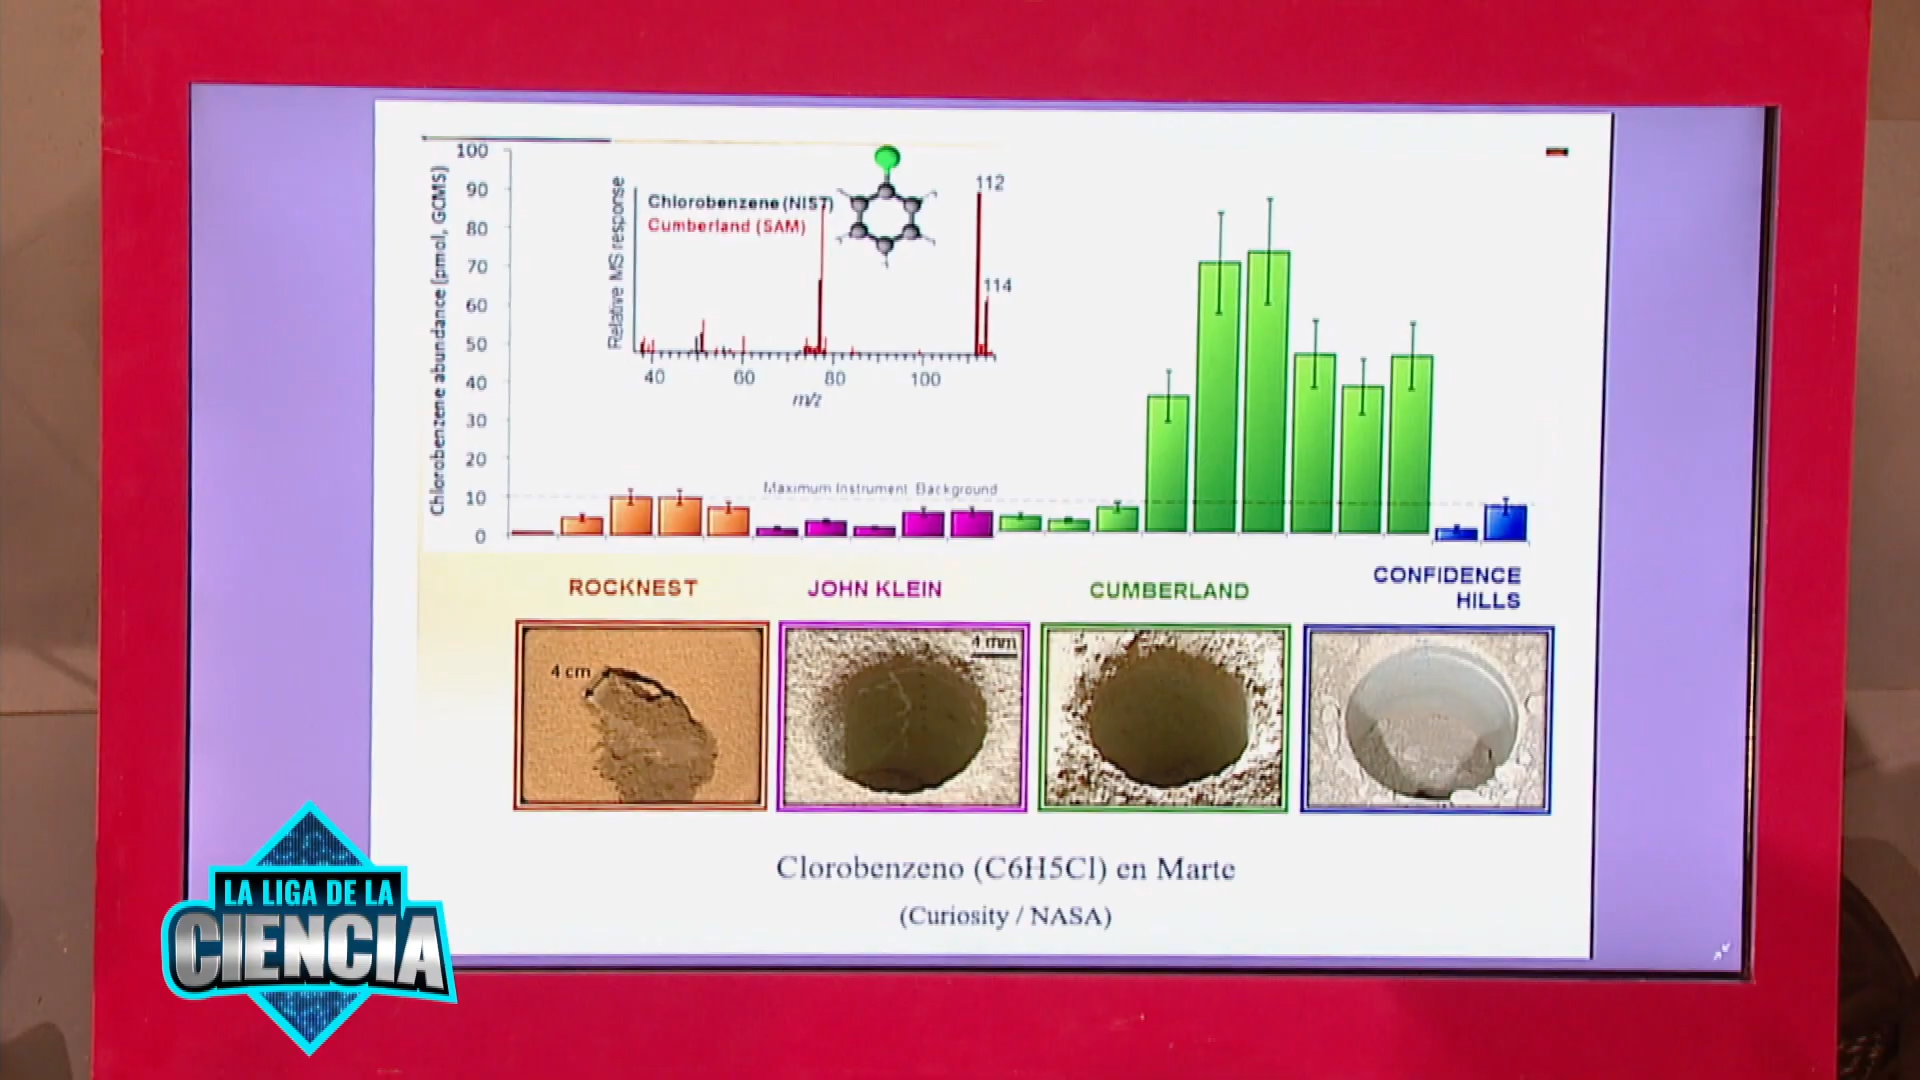 Chlorobenzene abundance (pmol, GCMS)
100
90
80
70
60
50
40
30
20
10
0
Relative MS response
Chlorobenzene (NIST)
Cumberland (SAM)
112
114
40 60 80 100
m/z
Maximum Instrument Background
ROCKNEST
JOHN KLEIN
CUMBERLAND
CONFIDENCE
HILLS
4 cm
4 mm
Clorobenzeno (C6H5Cl) en Marte
(Curiosity / NASA)
LA LIGA DE LA
CIENCIA